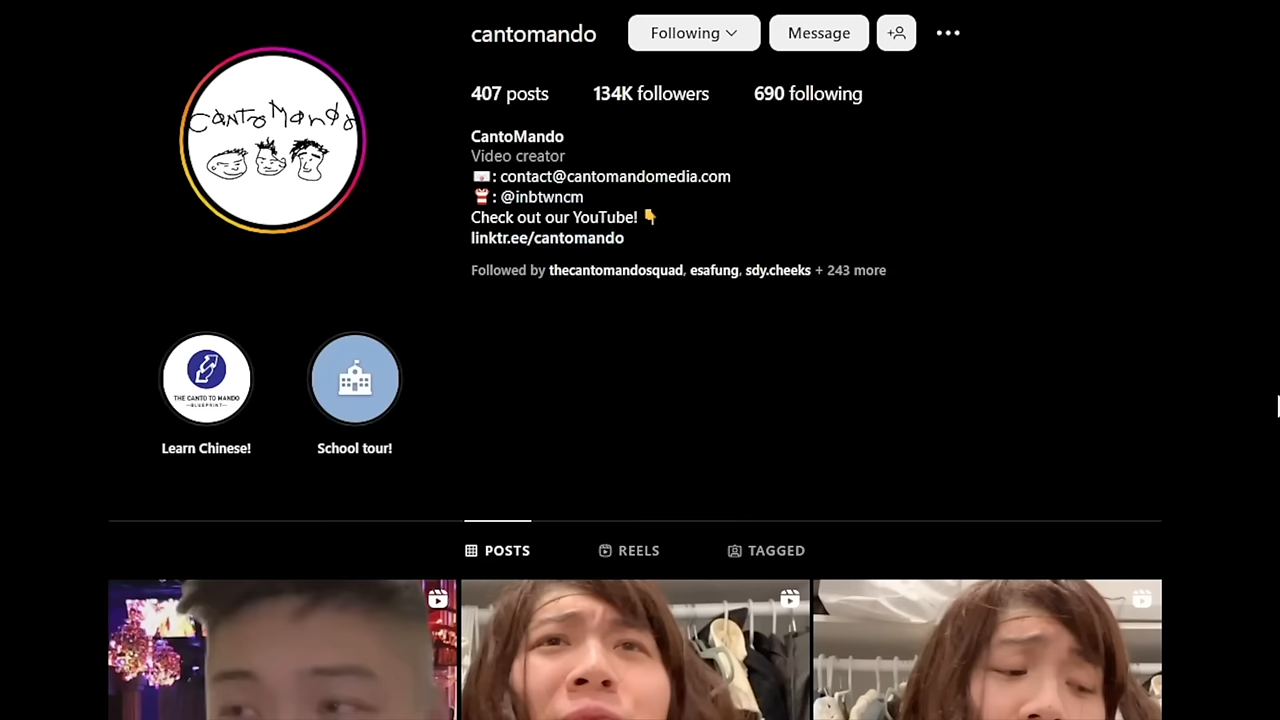 cantomando
Following
Message
407 posts
134K followers
690 following
CantoMando
CantoMando
Video creator
: contact@cantomandomedia.com
: @inbtwncm
Check out our YouTube!
linktr.ee/cantomando
Followed by thecantomandosquad, esafung, sdy.cheeks + 243 more
THE CANTO TO MANDO
BLUEPRINT
Learn Chinese!
School tour!
POSTS
REELS
TAGGED